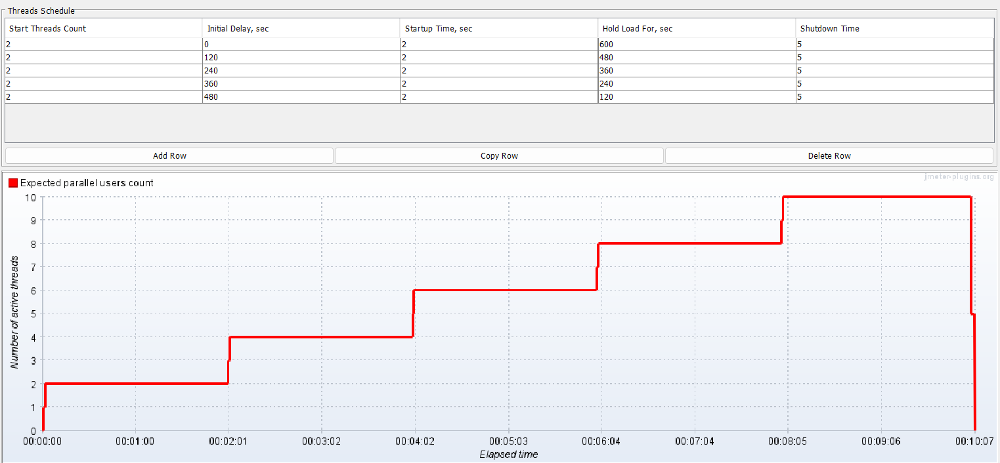 Threads Schedule
Start Threads Count Initial Delay, sec Startup Time, sec Hold Load For, sec Shutdown Time
2 0 2 600 5
2 120 2 480 5
2 240 2 360 5
2 360 2 240 5
2 480 2 120 5
Add Row Copy Row Delete Row
jmeter-plugins.org
Expected parallel users count
10
9
8
7
6
5
4
3
2
1
0
Number of active threads
00:00:00 00:01:00 00:02:01 00:03:02 00:04:02 00:05:03 00:06:04 00:07:04 00:08:05 00:09:06 00:10:07
Elapsed time